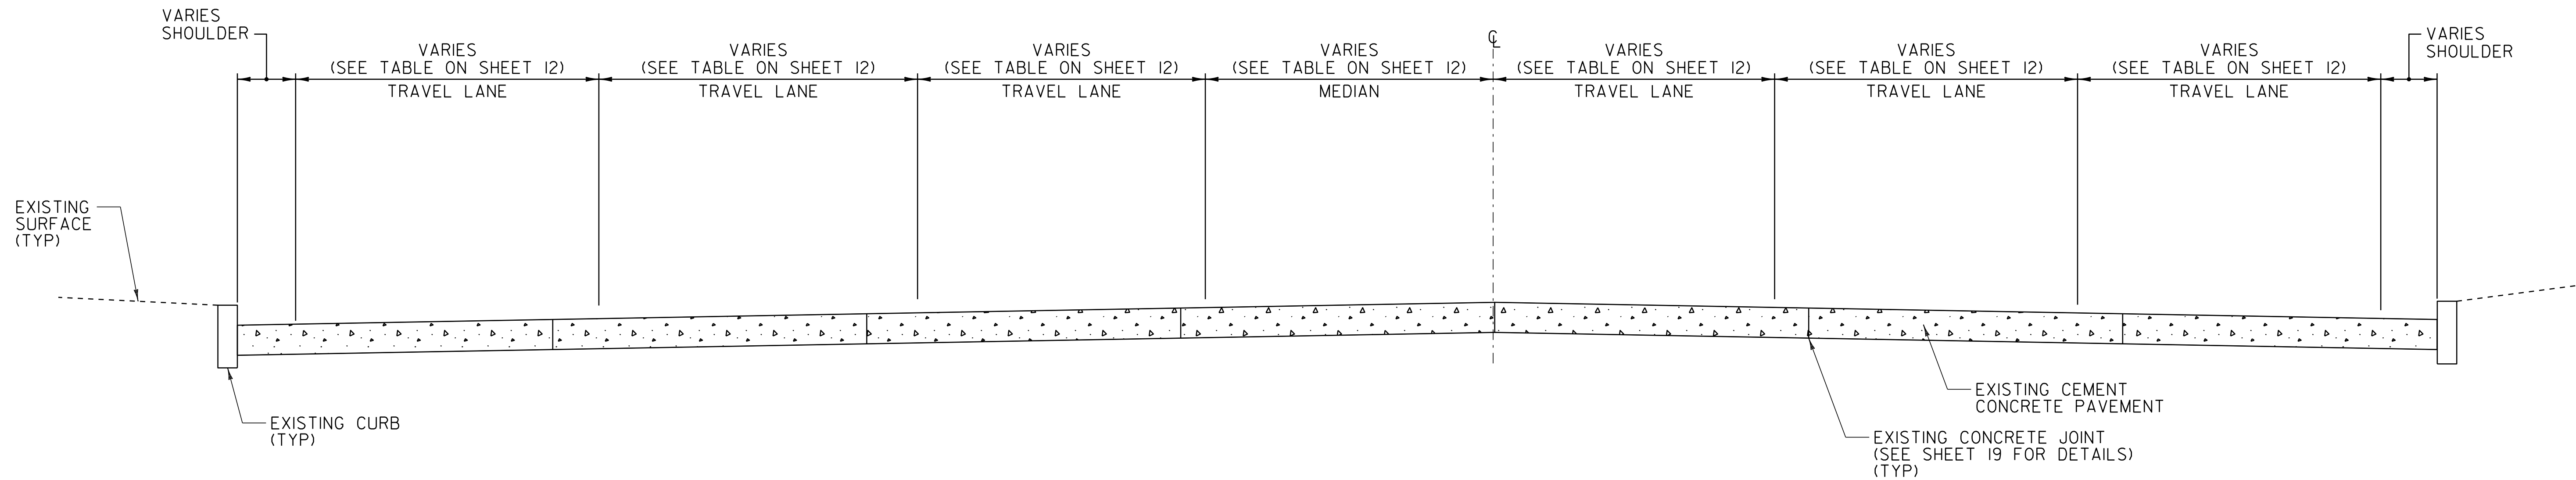 VARIES
SHOULDER
VARIES
(SEE TABLE ON SHEET 12)
TRAVEL LANE
VARIES
(SEE TABLE ON SHEET 12)
TRAVEL LANE
VARIES
(SEE TABLE ON SHEET 12)
TRAVEL LANE
VARIES
(SEE TABLE ON SHEET 12)
MEDIAN
℄
VARIES
(SEE TABLE ON SHEET 12)
TRAVEL LANE
VARIES
(SEE TABLE ON SHEET 12)
TRAVEL LANE
VARIES
(SEE TABLE ON SHEET 12)
TRAVEL LANE
VARIES
SHOULDER
EXISTING
SURFACE
(TYP)
EXISTING CURB
(TYP)
EXISTING CEMENT
CONCRETE PAVEMENT
EXISTING CONCRETE JOINT
(SEE SHEET 19 FOR DETAILS)
(TYP)